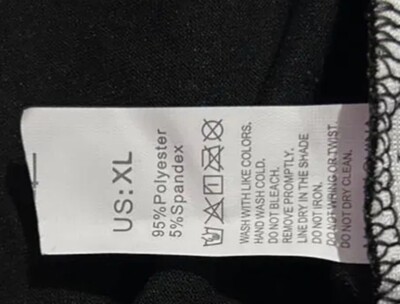 US: XL
95%Polyester
5%Spandex
WASH WITH LIKE COLORS,
HAND WASH COLD.
DO NOT BLEACH.
REMOVE PROMPTLY,
LINE DRY IN THE SHADE
DO NOT IRON.
DO NOT WRING OR TWIST.
DO NOT DRY CLEAN.